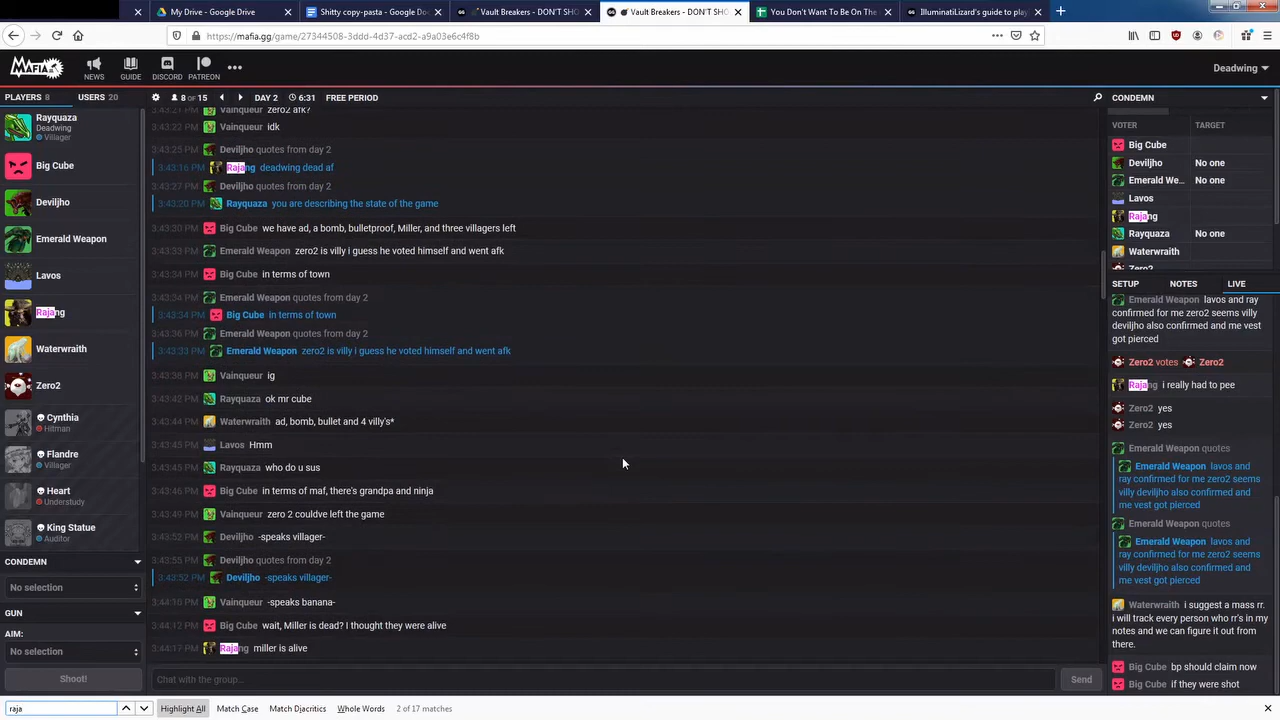 My Drive - Google Drive
Shitty copy-pasta - Google Doc
Vault Breakers - DON'T SHO
Vault Breakers - DON'T SHO
You Don't Want To Be On The
IlluminatiLizard's guide to play
https://mafia.gg/game/27344508-3ddd-4d37-acd2-a9a03e6c4f8b
MAFIA
NEWS
GUIDE
DISCORD
PATREON
Deadwing
PLAYERS 8
USERS 20
8 of 15
DAY 2
6:31
FREE PERIOD
Rayquaza
Deadwing
Villager
Big Cube
Deviljho
Emerald Weapon
Lavos
Rajang
Waterwraith
Zero2
Cynthia
Hitman
Flandre
Villager
Heart
Understudy
King Statue
Auditor
CONDEMN
No selection
GUN
AIM:
No selection
Shoot!
3:43:21 PM Vainqueur zero2 afk?
3:43:22 PM Vainqueur idk
3:43:25 PM Deviljho quotes from day 2
3:43:16 PM Rajang deadwing dead af
3:43:27 PM Deviljho quotes from day 2
3:43:20 PM Rayquaza you are describing the state of the game
3:43:30 PM Big Cube we have ad, a bomb, bulletproof, Miller, and three villagers left
3:43:33 PM Emerald Weapon zero2 is villy i guess he voted himself and went afk
3:43:34 PM Big Cube in terms of town
3:43:34 PM Emerald Weapon quotes from day 2
3:43:34 PM Big Cube in terms of town
3:43:36 PM Emerald Weapon quotes from day 2
3:43:33 PM Emerald Weapon zero2 is villy i guess he voted himself and went afk
3:43:38 PM Vainqueur ig
3:43:42 PM Rayquaza ok mr cube
3:43:44 PM Waterwraith ad, bomb, bullet and 4 villy's*
3:43:45 PM Lavos Hmm
3:43:45 PM Rayquaza who do u sus
3:43:46 PM Big Cube in terms of maf, there's grandpa and ninja
3:43:49 PM Vainqueur zero 2 couldve left the game
3:43:52 PM Deviljho -speaks villager-
3:43:55 PM Deviljho quotes from day 2
3:43:52 PM Deviljho -speaks villager-
3:44:16 PM Vainqueur -speaks banana-
3:44:12 PM Big Cube wait, Miller is dead? I thought they were alive
3:44:17 PM Rajang miller is alive
Chat with the group...
Send
CONDEMN
VOTER TARGET
Big Cube
Deviljho No one
Emerald We... No one
Lavos
Rajang
Rayquaza No one
Waterwraith
Zero2
SETUP NOTES LIVE
Emerald Weapon lavos and
ray confirmed for me zero2 seems
villy deviljho also confirmed and
me vest got pierced
Zero2 votes Zero2
Rajang i really had to pee
Zero2 yes
Zero2 yes
Emerald Weapon quotes
Emerald Weapon lavos and
ray confirmed for me zero2 seems
villy deviljho also confirmed and
me vest got pierced
Emerald Weapon quotes
Emerald Weapon lavos and
ray confirmed for me zero2 seems
villy deviljho also confirmed and
me vest got pierced
Waterwraith i suggest a mass rr.
i will track every person who rr's in my
notes and we can figure it out from
there.
Big Cube bp should claim now
Big Cube if they were shot
raja
Highlight All
Match Case
Match Diacritics
Whole Words
2 of 17 matches